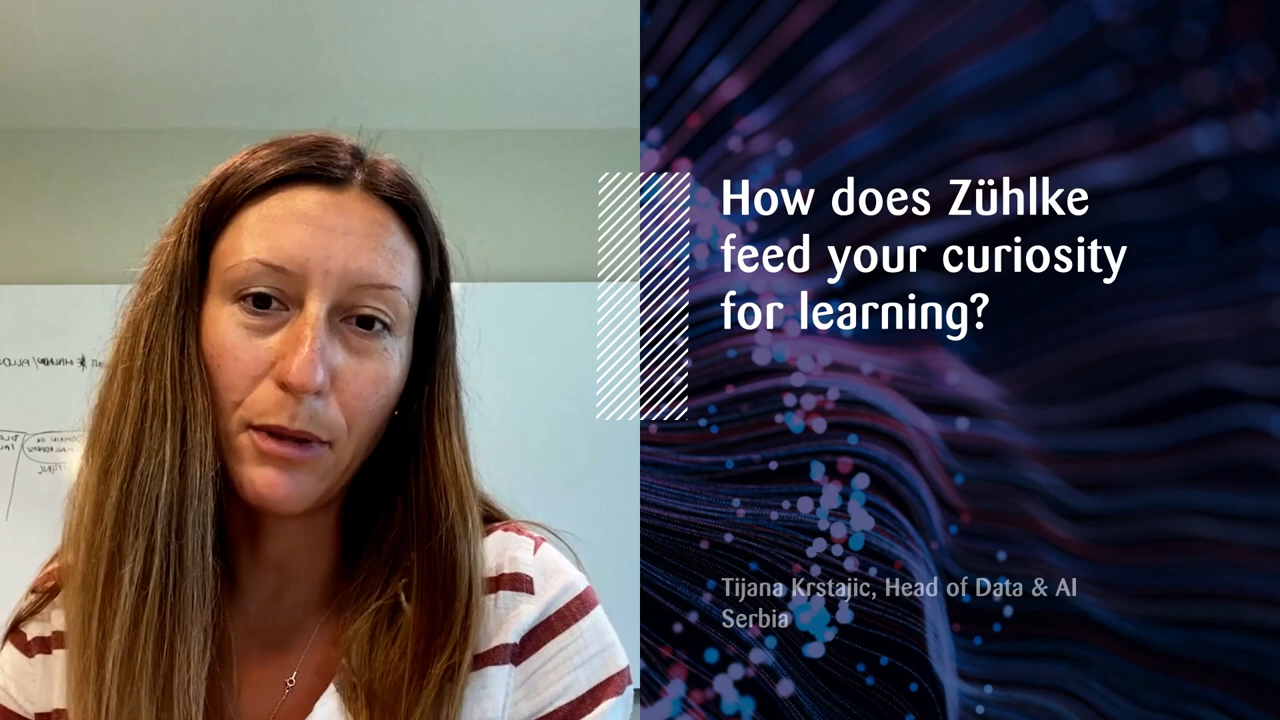 How does Zühlke
feed your curiosity
for learning?
Tijana Krstajic, Head of Data & AI
Serbia